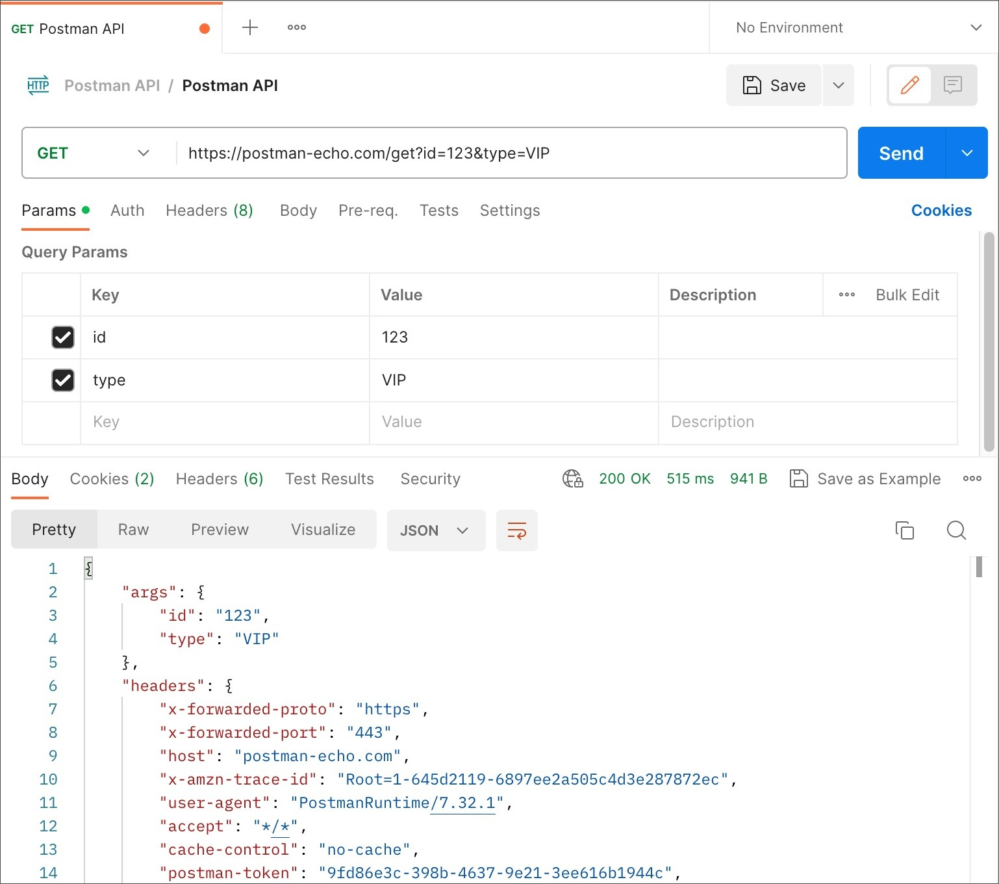 GET Postman API
No Environment
HTTP Postman API / Postman API
Save
GET https://postman-echo.com/get?id=123&type=VIP
Send
Params Auth Headers (8) Body Pre-req. Tests Settings Cookies
Query Params
Key Value Description Bulk Edit
id 123
type VIP
Key Value Description
Body Cookies (2) Headers (6) Test Results Security 200 OK 515 ms 941 B Save as Example
Pretty Raw Preview Visualize JSON
1 {
2 "args": {
3 "id": "123",
4 "type": "VIP"
5 },
6 "headers": {
7 "x-forwarded-proto": "https",
8 "x-forwarded-port": "443",
9 "host": "postman-echo.com",
10 "x-amzn-trace-id": "Root=1-645d2119-6897ee2a505c4d3e287872ec",
11 "user-agent": "PostmanRuntime/7.32.1",
12 "accept": "*/*",
13 "cache-control": "no-cache",
14 "postman-token": "9fd86e3c-398b-4637-9e21-3ee616b1944c",